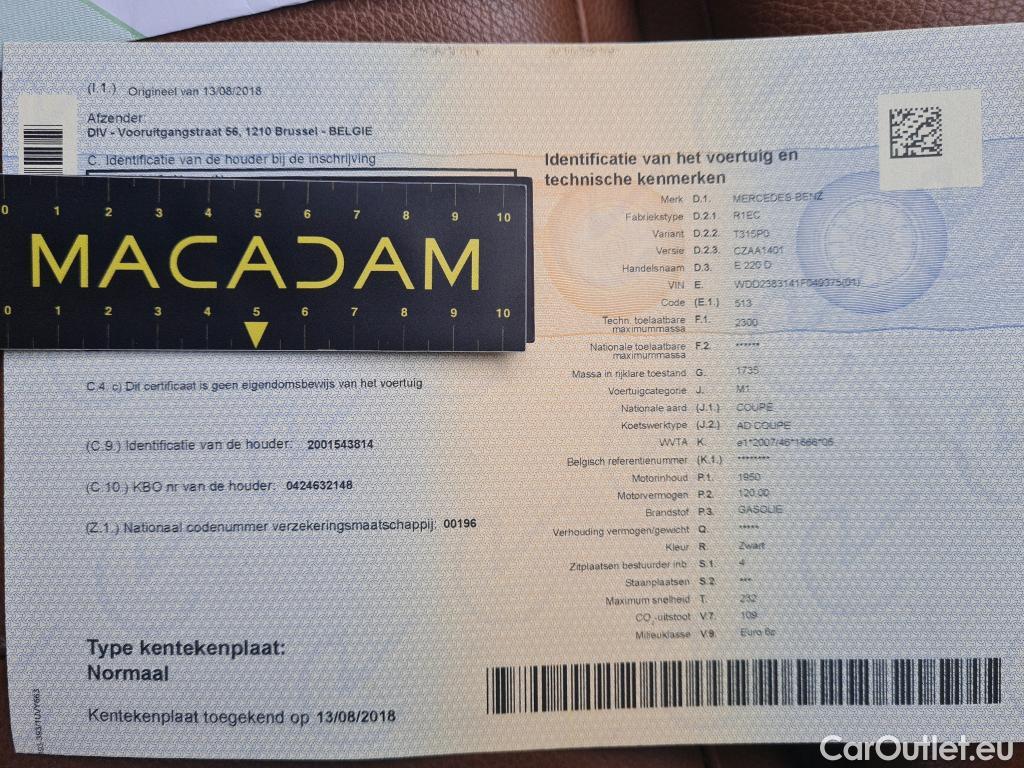 (I.1.) Origineel van 13/08/2018
Afzender:
DIV - Vooruitgangstraat 56, 1210 Brussel - BELGIE
C. Identificatie van de houder bij de inschrijving
0 1 2 3 4 5 6 7 8 9 10
MACADAM
0 1 2 3 4 5 6 7 8 9 10
C.4. c) Dit certificaat is geen eigendomsbewijs van het voertuig
(C.9.) Identificatie van de houder: 2001543814
(C.10.) KBO nr van de houder: 0424632148
(Z.1.) Nationaal codenummer verzekeringsmaatschappij: 00196
Type kentekenplaat:
Normaal
Kentekenplaat toegekend op 13/08/2018
Identificatie van het voertuig en
technische kenmerken
Merk D.1. MERCEDES-BENZ
Fabriekstype D.2.1. R1EC
Variant D.2.2. T315P0
Versie D.2.3. CZAA1401
Handelsnaam D.3. E 220 D
VIN E. WDD2383141F049375(01)
Code (E.1.) 513
Techn. toelaatbare maximummassa F.1. 2300
Nationale toelaatbare maximummassa F.2. ******
Massa in rijklare toestand G. 1735
Voertuigcategorie J. M1
Nationale aard (J.1.) COUPE
Koetswerktype (J.2.) AD COUPE
WVTA K. e1*2007/46*1666*05
Belgisch referentienummer (K.1.) ********
Motorinhoud P.1. 1950
Motorvermogen P.2. 120.00
Brandstof P.3. GASOLIE
Verhouding vermogen/gewicht Q. *****
Kleur R. Zwart
Zitplaatsen bestuurder inb. S.1. 4
Staanplaatsen S.2. ***
Maximum snelheid T. 232
CO2-uitstoot V.7. 109
Milieuklasse V.9. Euro 6c
CarOutlet.eu